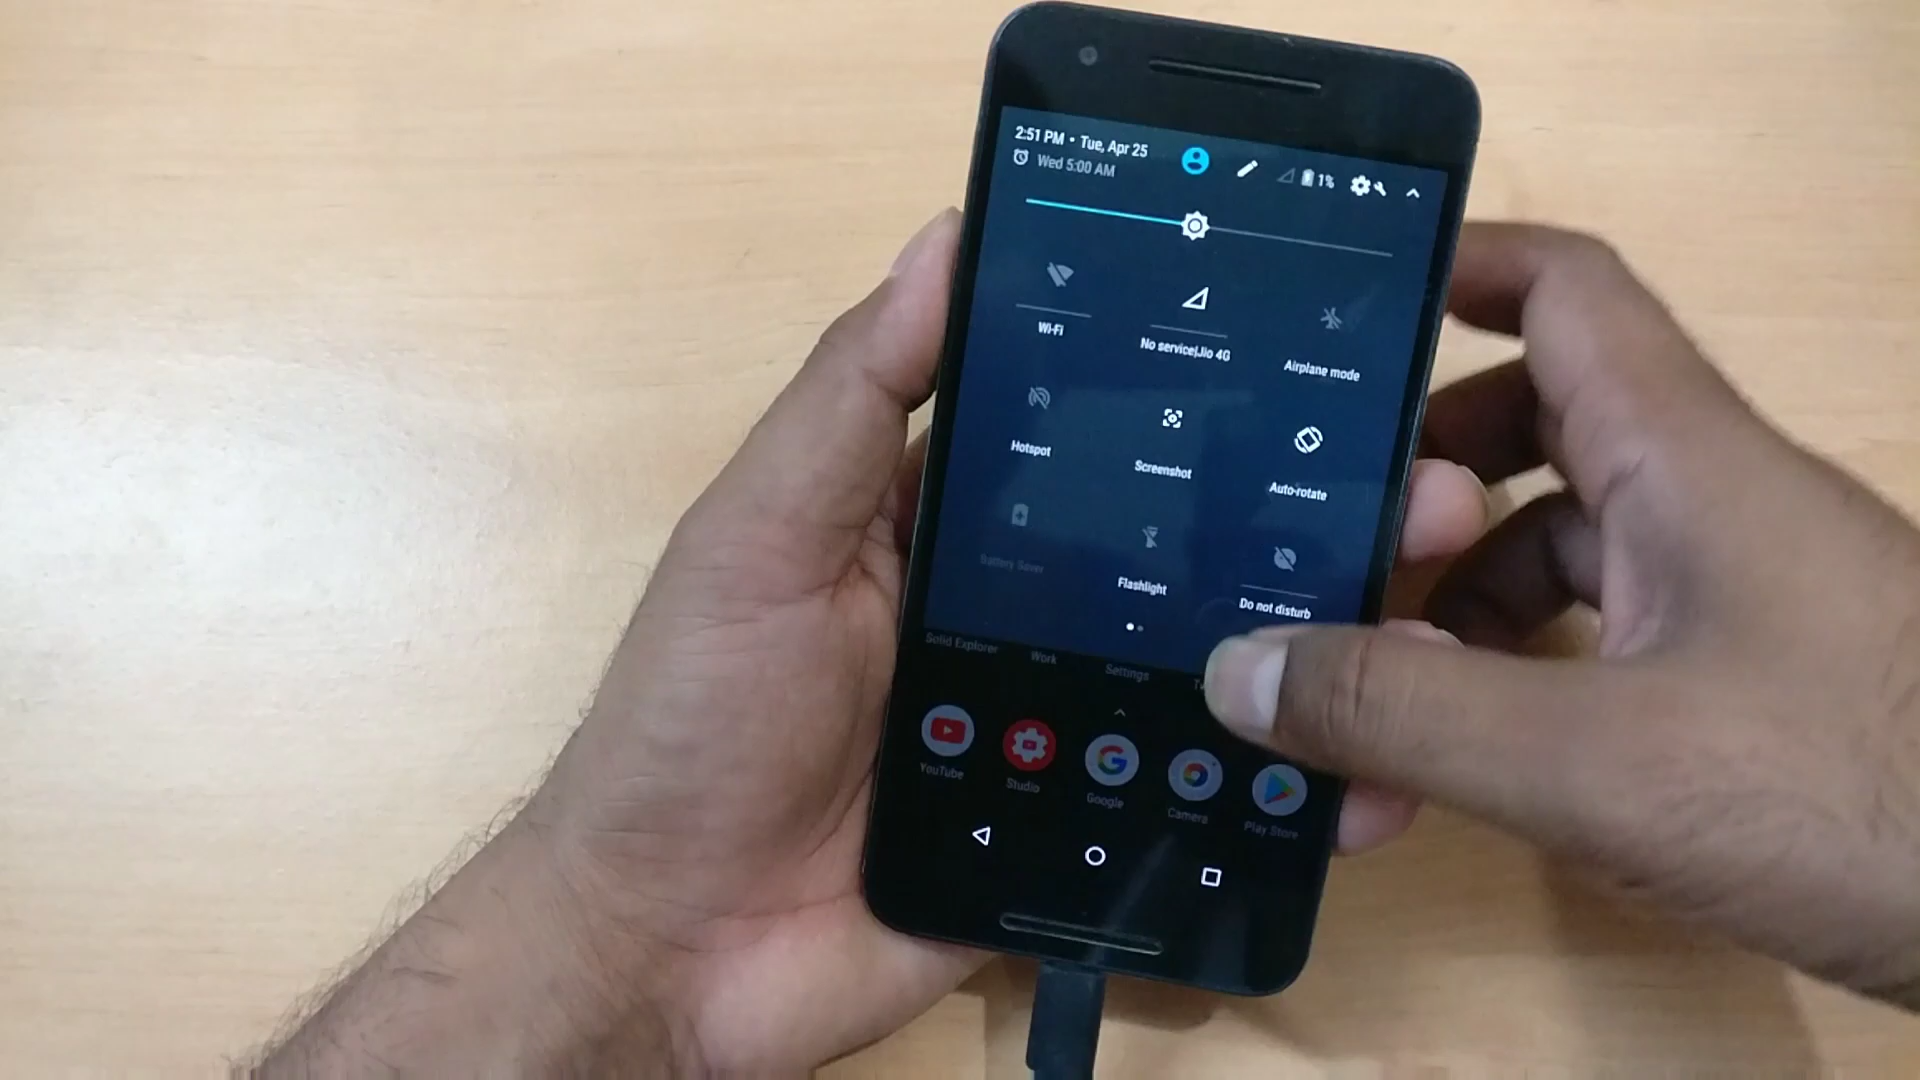 2:51 PM • Tue, Apr 25
1%
Wed 5:00 AM
Wi-Fi
No service|Jio 4G
Airplane mode
Hotspot
Screenshot
Auto-rotate
Battery Saver
Flashlight
Do not disturb
Solid Explorer
Work
Settings
YouTube
Studio
Google
Camera
Play Store